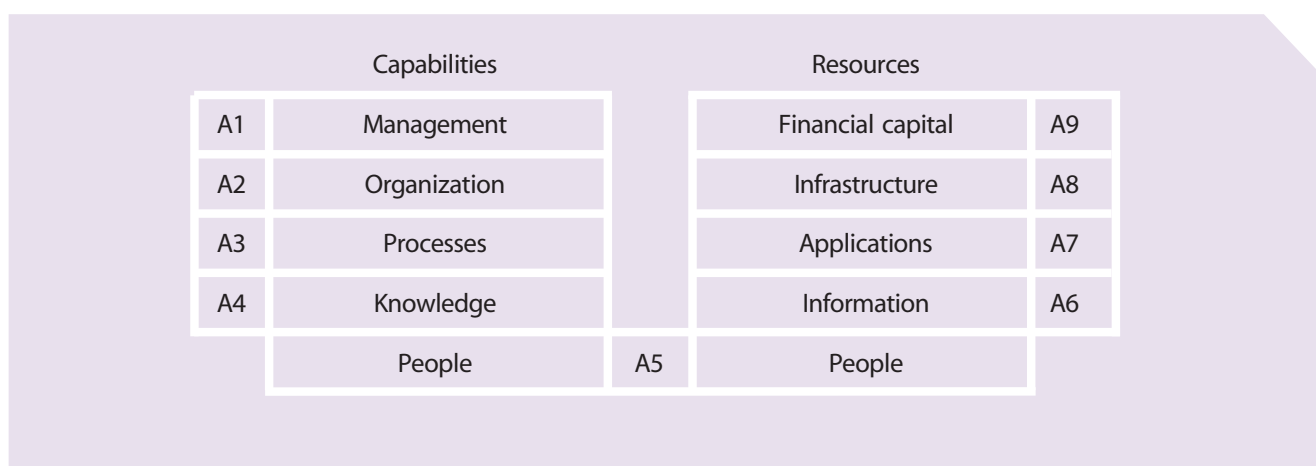 Capabilities Resources
A1 Management Financial capital A9
A2 Organization Infrastructure A8
A3 Processes Applications A7
A4 Knowledge Information A6
People A5 People